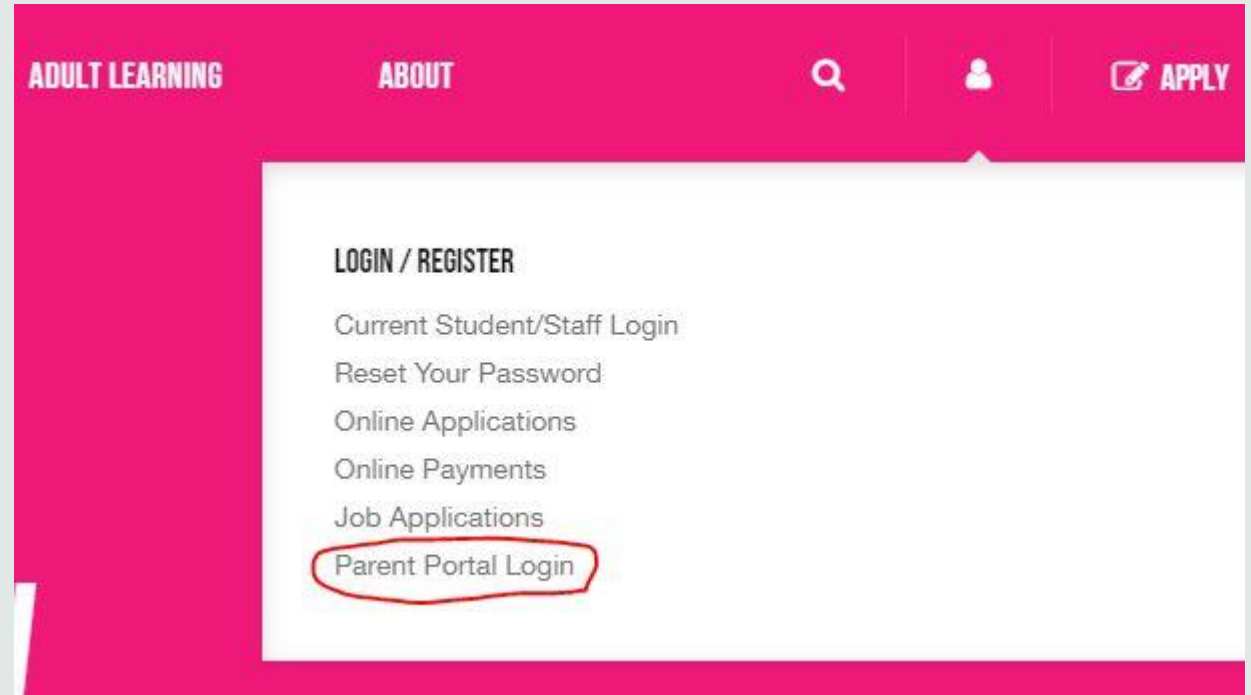 ADULT LEARNING
ABOUT
APPLY
LOGIN / REGISTER
Current Student/Staff Login
Reset Your Password
Online Applications
Online Payments
Job Applications
Parent Portal Login